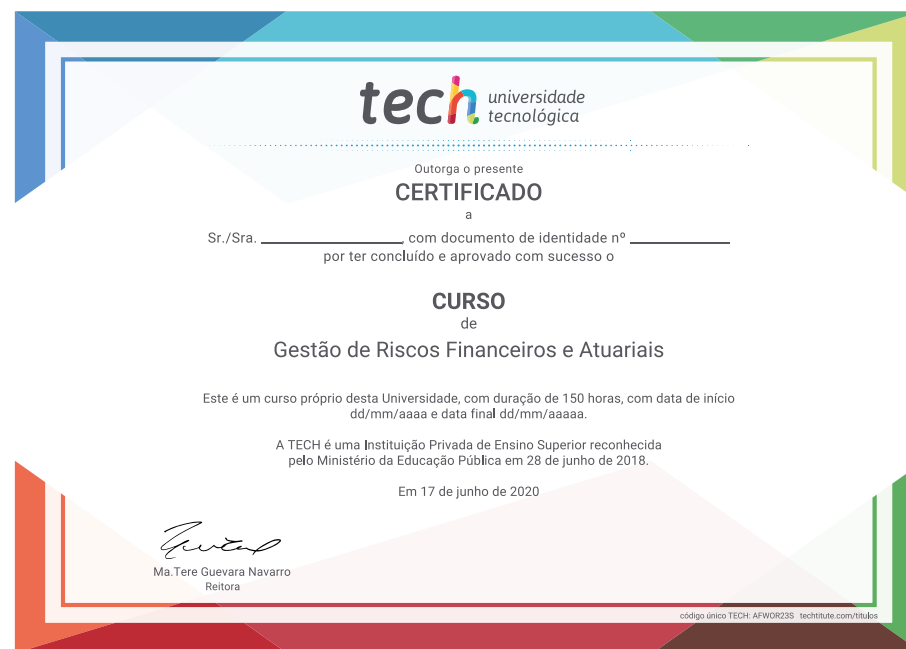 tech universidade
tecnológica
Outorga o presente
CERTIFICADO
a
Sr./Sra. ____________, com documento de identidade nº ____________
por ter concluído e aprovado com sucesso o
CURSO
de
Gestão de Riscos Financeiros e Atuariais
Este é um curso próprio desta Universidade, com duração de 150 horas, com data de início
dd/mm/aaaa e data final dd/mm/aaaaa.
A TECH é uma Instituição Privada de Ensino Superior reconhecida
pelo Ministério da Educação Pública em 28 de junho de 2018.
Em 17 de junho de 2020
Ma.Tere Guevara Navarro
Reitora
código único TECH: AFWOR23S techtitute.com/titulos